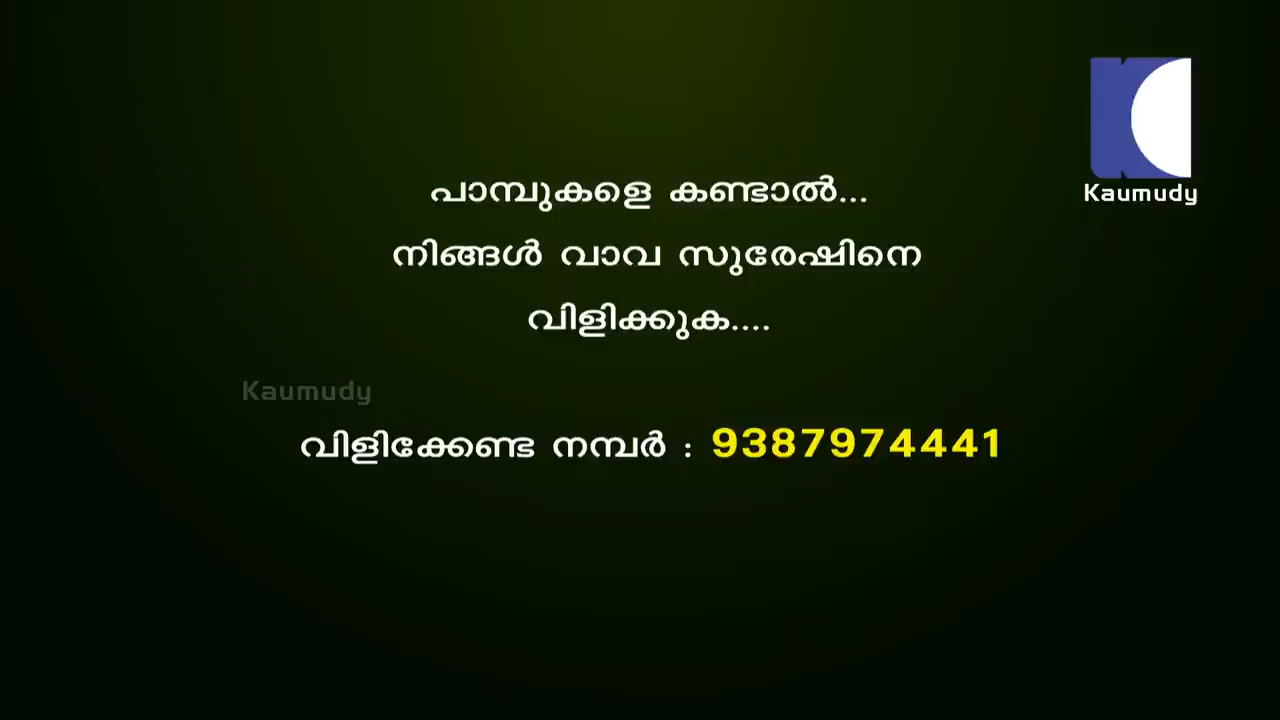 Kaumudy
പാമ്പുകളെ കണ്ടാൽ...
നിങ്ങൾ വാവ സുരേഷിനെ
വിളിക്കുക....
Kaumudy
വിളിക്കേണ്ട നമ്പർ : 9387974441